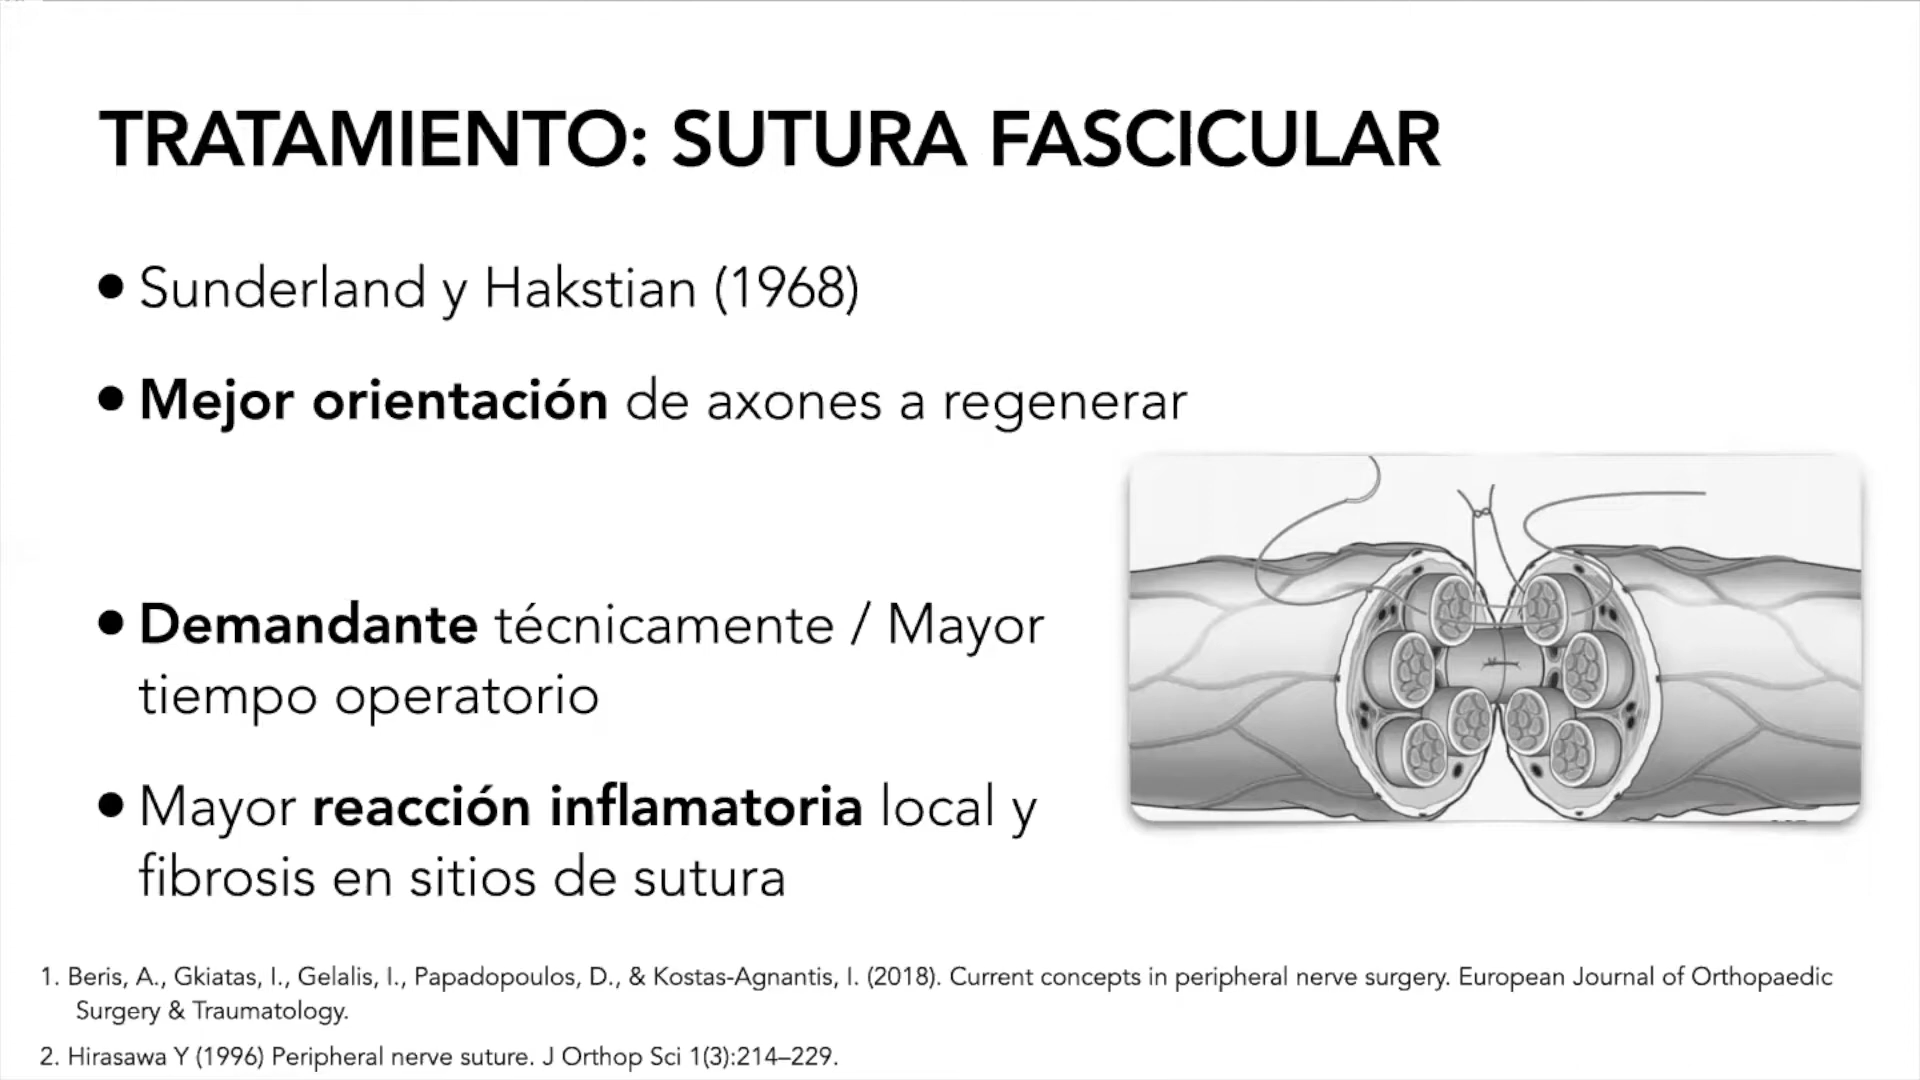 TRATAMIENTO: SUTURA FASCICULAR
• Sunderland y Hakstian (1968)
• Mejor orientación de axones a regenerar
• Demandante técnicamente / Mayor
tiempo operatorio
• Mayor reacción inflamatoria local y
fibrosis en sitios de sutura
1. Beris, A., Gkiatas, I., Gelalis, I., Papadopoulos, D., & Kostas-Agnantis, I. (2018). Current concepts in peripheral nerve surgery. European Journal of Orthopaedic
Surgery & Traumatology.
2. Hirasawa Y (1996) Peripheral nerve suture. J Orthop Sci 1(3):214–229.